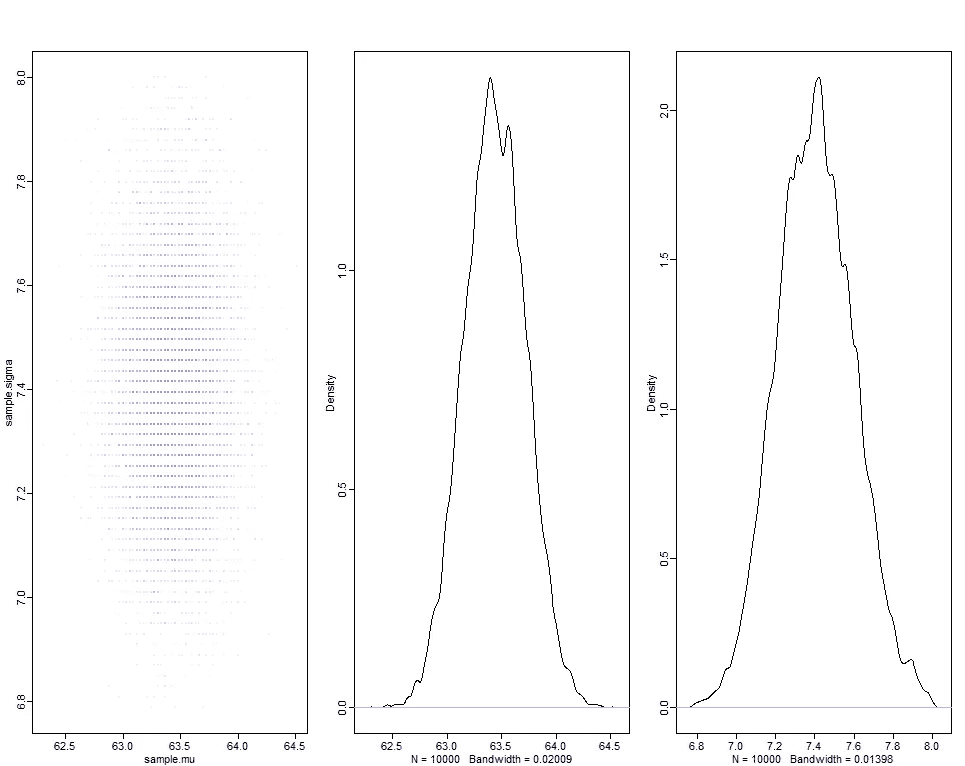 sample.sigma
8.0
7.8
7.6
7.4
7.2
7.0
6.8
62.5 63.0 63.5 64.0 64.5
sample.mu
Density
1.0
0.5
0.0
62.5 63.0 63.5 64.0 64.5
N = 10000 Bandwidth = 0.02009
Density
2.0
1.5
1.0
0.5
0.0
6.8 7.0 7.2 7.4 7.6 7.8 8.0
N = 10000 Bandwidth = 0.01398